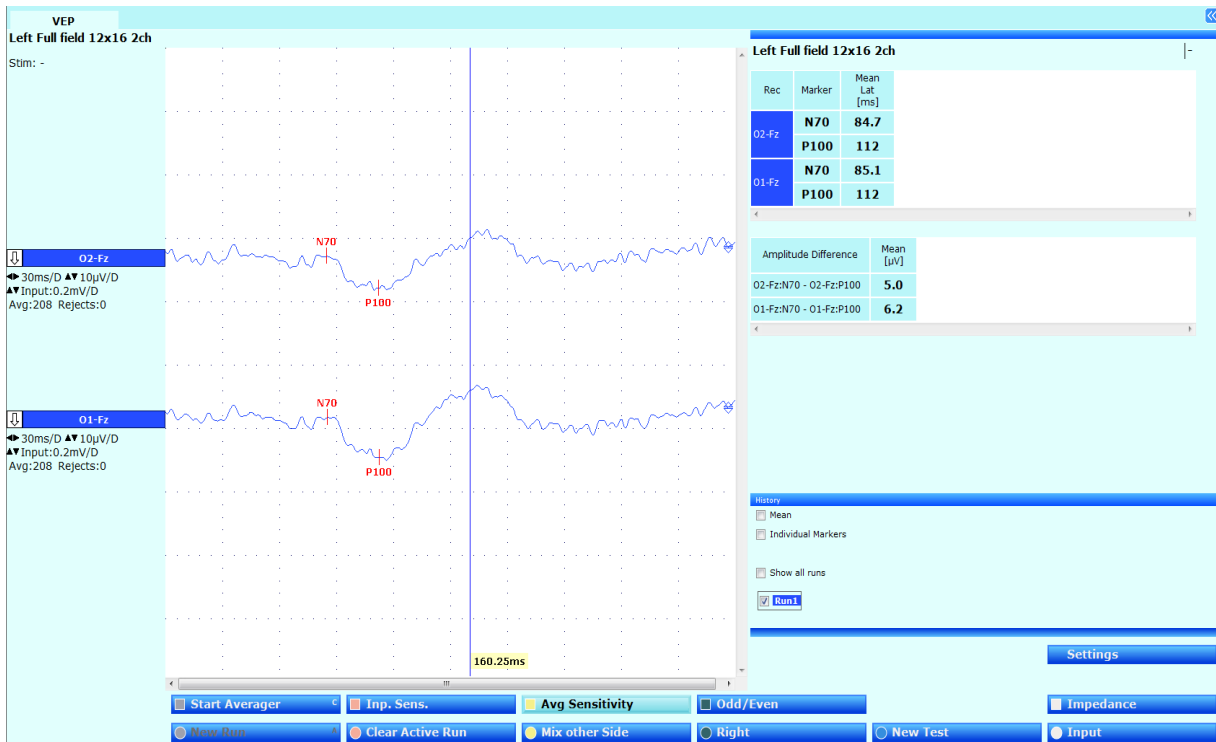 VEP
Left Full field 12x16 2ch
Stim: -
O2-Fz
30ms/D 10µV/D
Input:0.2mV/D
Avg:208 Rejects:0
O1-Fz
30ms/D 10µV/D
Input:0.2mV/D
Avg:208 Rejects:0
N70
P100
N70
P100
160.25ms
Left Full field 12x16 2ch
-
Rec Marker Mean Lat [ms]
O2-Fz N70 84.7
P100 112
O1-Fz N70 85.1
P100 112
Amplitude Difference Mean [µV]
O2-Fz:N70 - O2-Fz:P100 5.0
O1-Fz:N70 - O1-Fz:P100 6.2
History
Mean
Individual Markers
Show all runs
Run1
Settings
Start Averager C Inp. Sens. Avg Sensitivity Odd/Even Impedance
New Run A Clear Active Run Mix other Side Right New Test Input